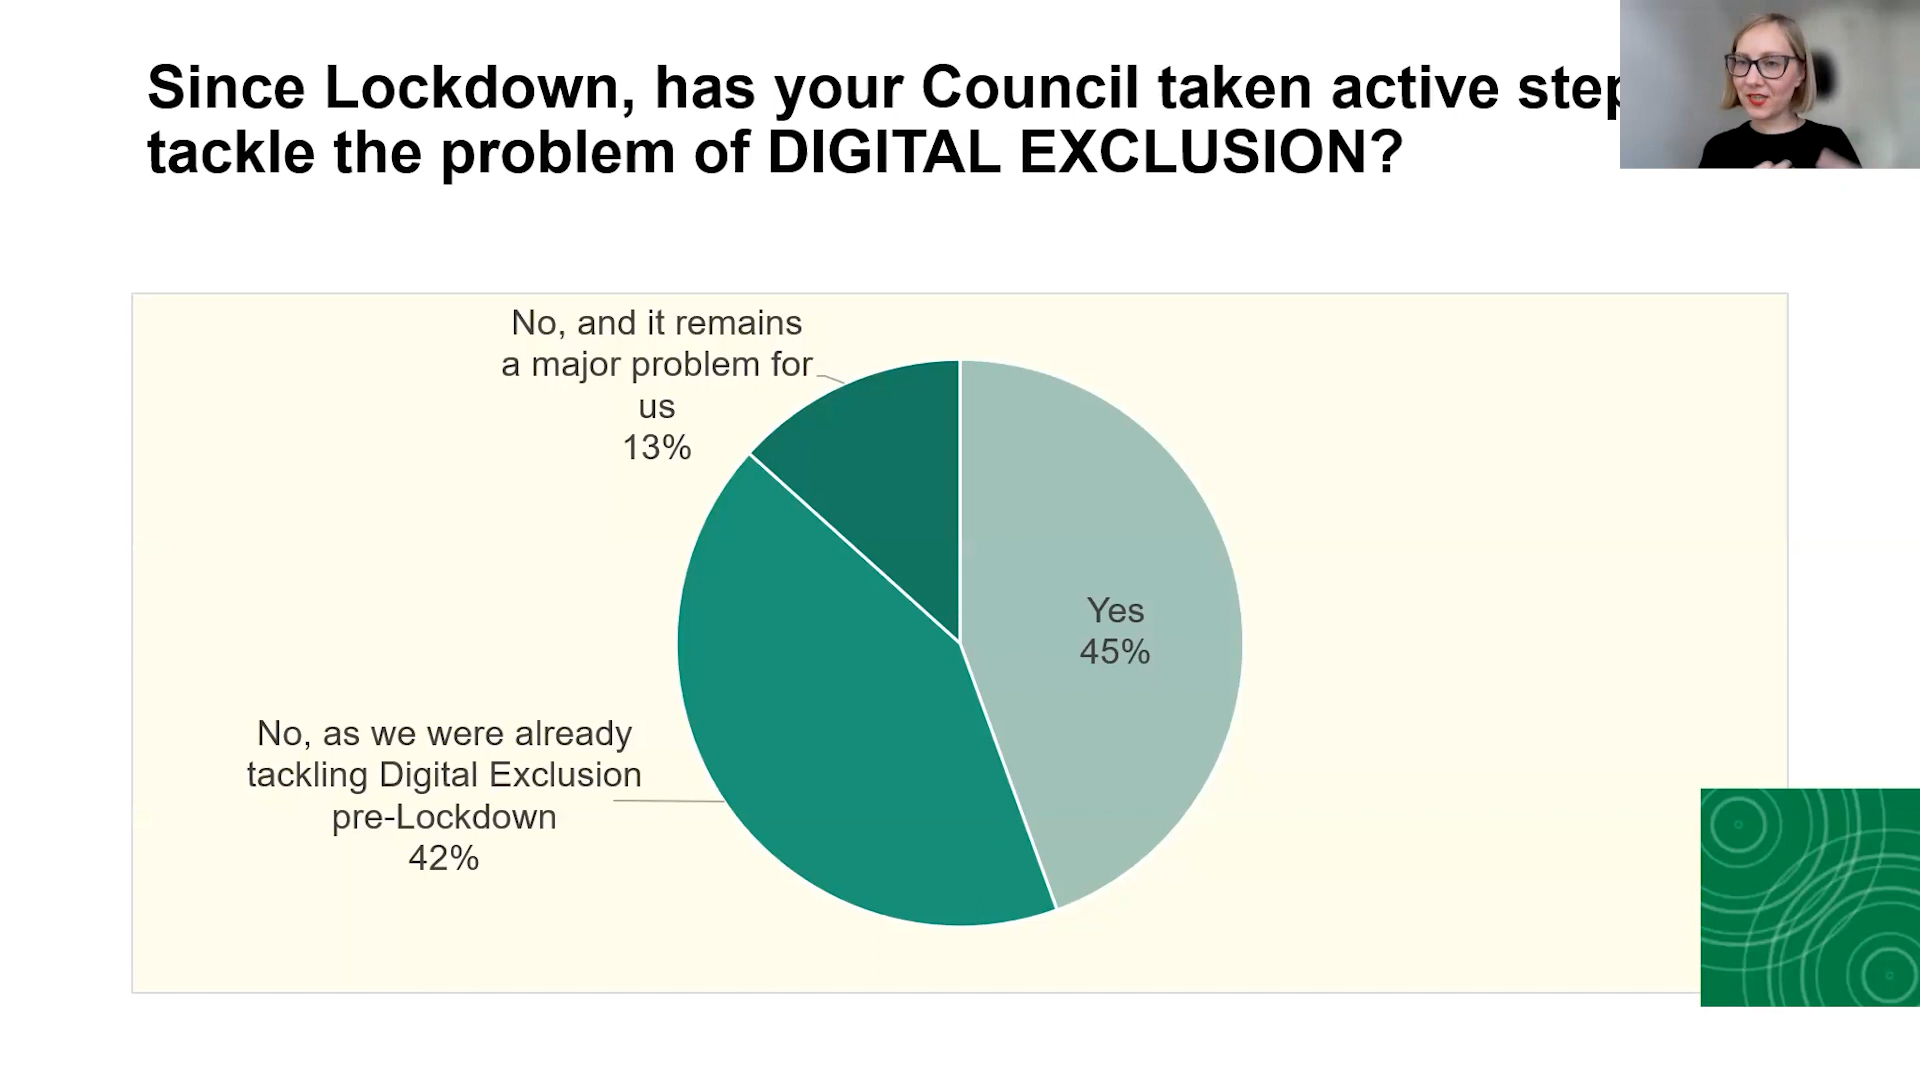 Since Lockdown, has your Council taken active
tackle the problem of DIGITAL EXCLUSION?
No, and it remains
a major problem for
us
13%
Yes
45%
No, as we were already
tackling Digital Exclusion
pre-Lockdown
42%